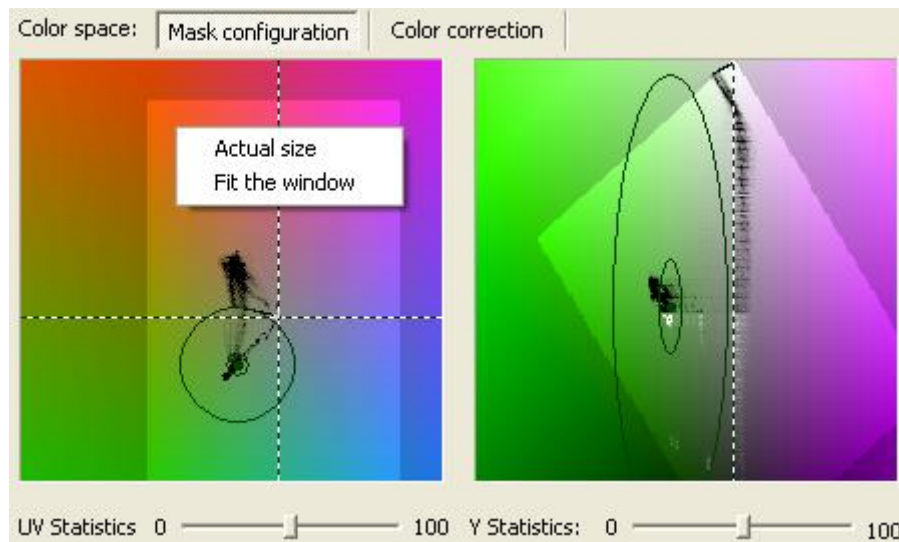 Color space: Mask configuration Color correction
Actual size
Fit the window
UV Statistics 0 100 Y Statistics: 0 100